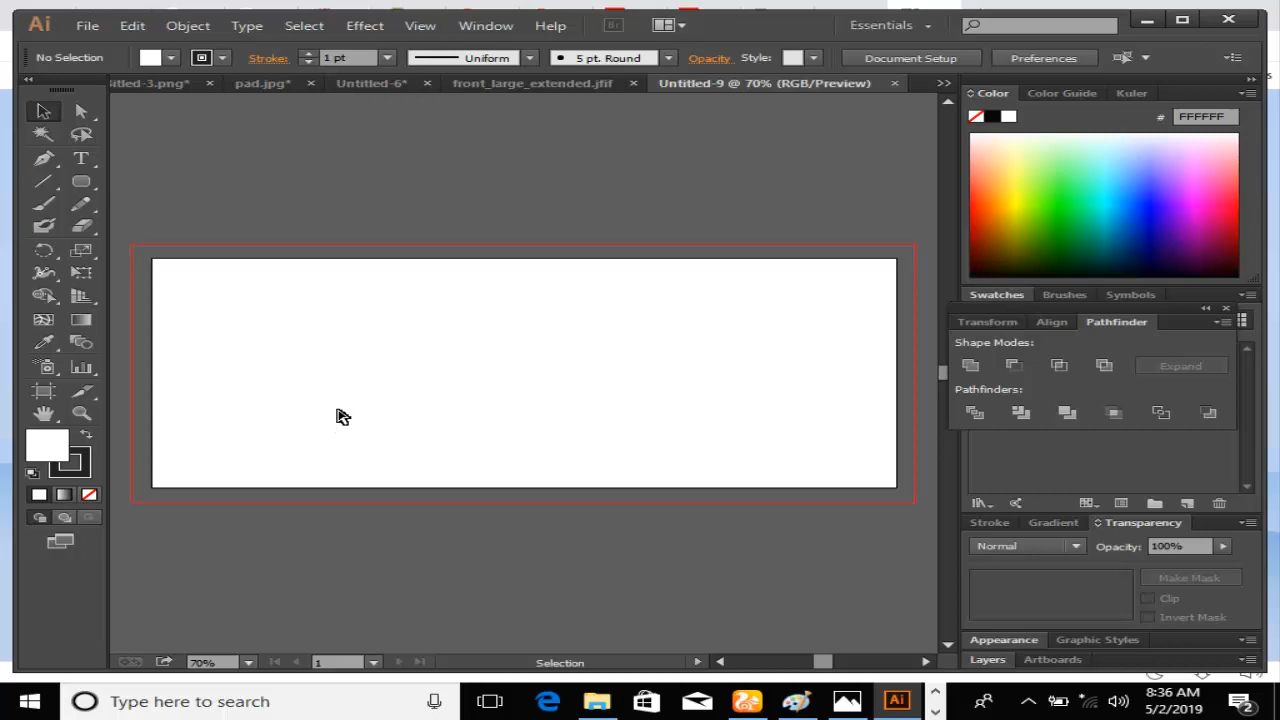 Ai File Edit Object Type Select Effect View Window Help Br Essentials
No Selection Stroke: 1 pt Uniform 5 pt. Round Opacity Style: Document Setup Preferences
itled-3.png* × pad.jpg* × Untitled-6* × front_large_extended.jfif × Untitled-9 @ 70% (RGB/Preview) ×
Color Color Guide Kuler
# FFFFFF
Swatches Brushes Symbols
Transform Align Pathfinder
Shape Modes:
Expand
Pathfinders:
Stroke Gradient Transparency
Normal Opacity: 100%
Make Mask
Clip
Invert Mask
Appearance Graphic Styles
Layers Artboards
70% 1 Selection
Type here to search
Ai
8:36 AM
5/2/2019
2